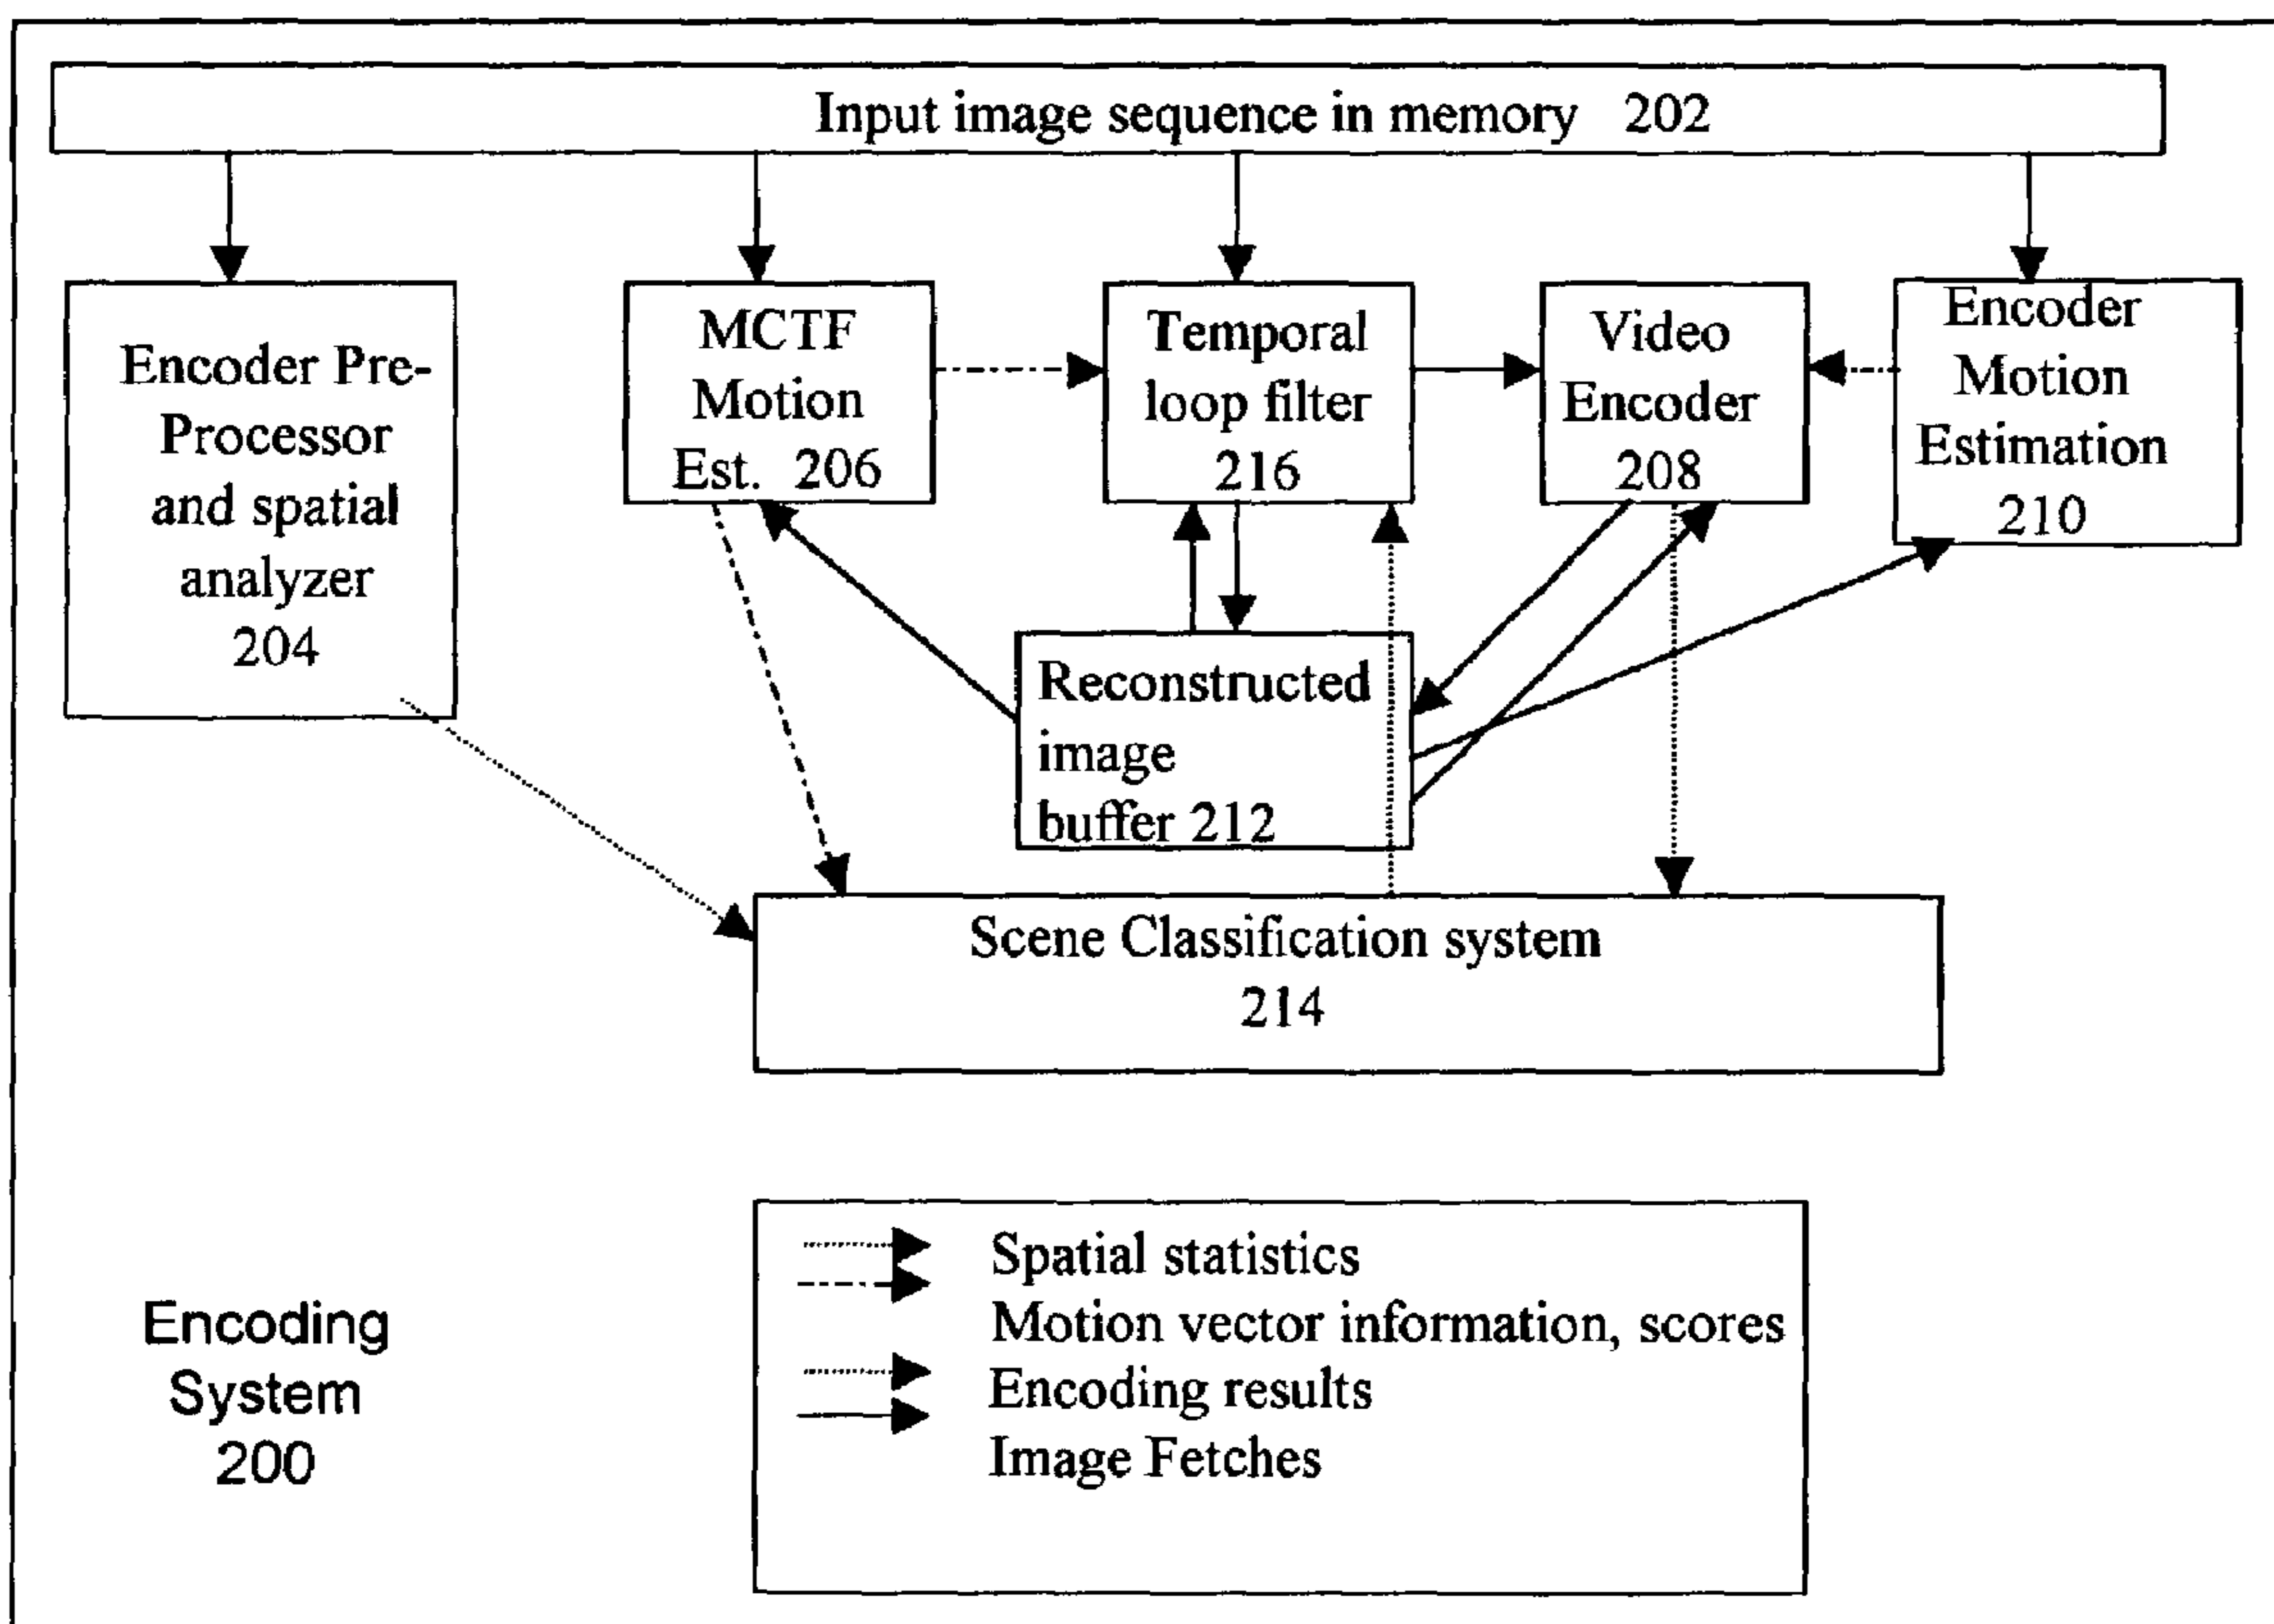 Input image sequence in memory 202
Encoder Pre-
Processor
and spatial
analyzer
204
MCTF
Motion
Est. 206
Temporal
loop filter
216
Video
Encoder
208
Encoder
Motion
Estimation
210
Reconstructed
image
buffer 212
Scene Classification system
214
Encoding
System
200
Spatial statistics
Motion vector information, scores
Encoding results
Image Fetches